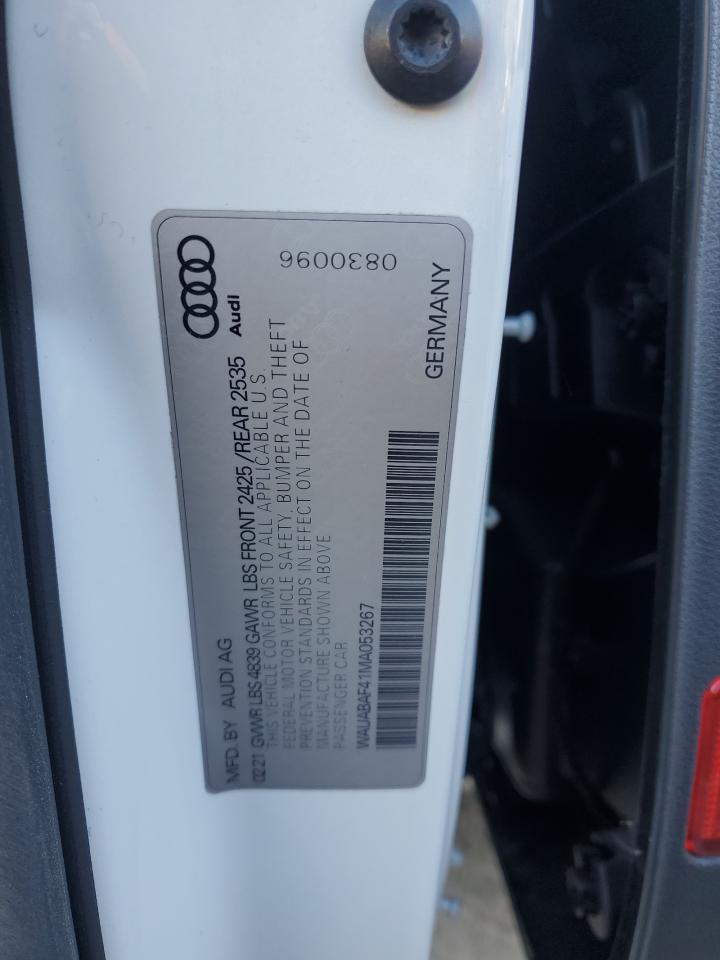 MFD. BY AUDI AG
Audi
0221 GVWR LBS 4839 GAWR LBS FRONT 2425 / REAR 2535
THIS VEHICLE CONFORMS TO ALL APPLICABLE U.S.
FEDERAL MOTOR VEHICLE SAFETY, BUMPER AND THEFT
PREVENTION STANDARDS IN EFFECT ON THE DATE OF
MANUFACTURE SHOWN ABOVE
PASSENGER CAR
WAUABAF41MA053267
GERMANY
0830096